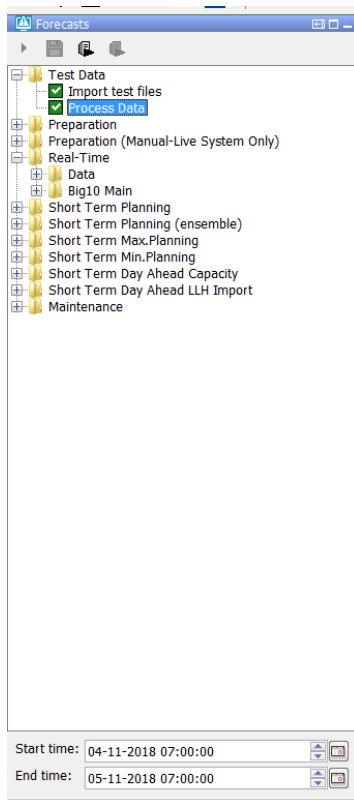 Forecasts
Test Data
Import test files
Process Data
Preparation
Preparation (Manual-Live System Only)
Real-Time
Data
Big10 Main
Short Term Planning
Short Term Planning (ensemble)
Short Term Max.Planning
Short Term Min.Planning
Short Term Day Ahead Capacity
Short Term Day Ahead LLH Import
Maintenance
Start time: 04-11-2018 07:00:00
End time: 05-11-2018 07:00:00